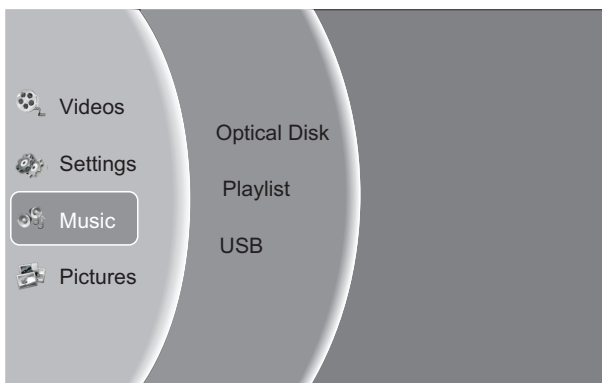 Videos
Settings
Music
Pictures
Optical Disk
Playlist
USB